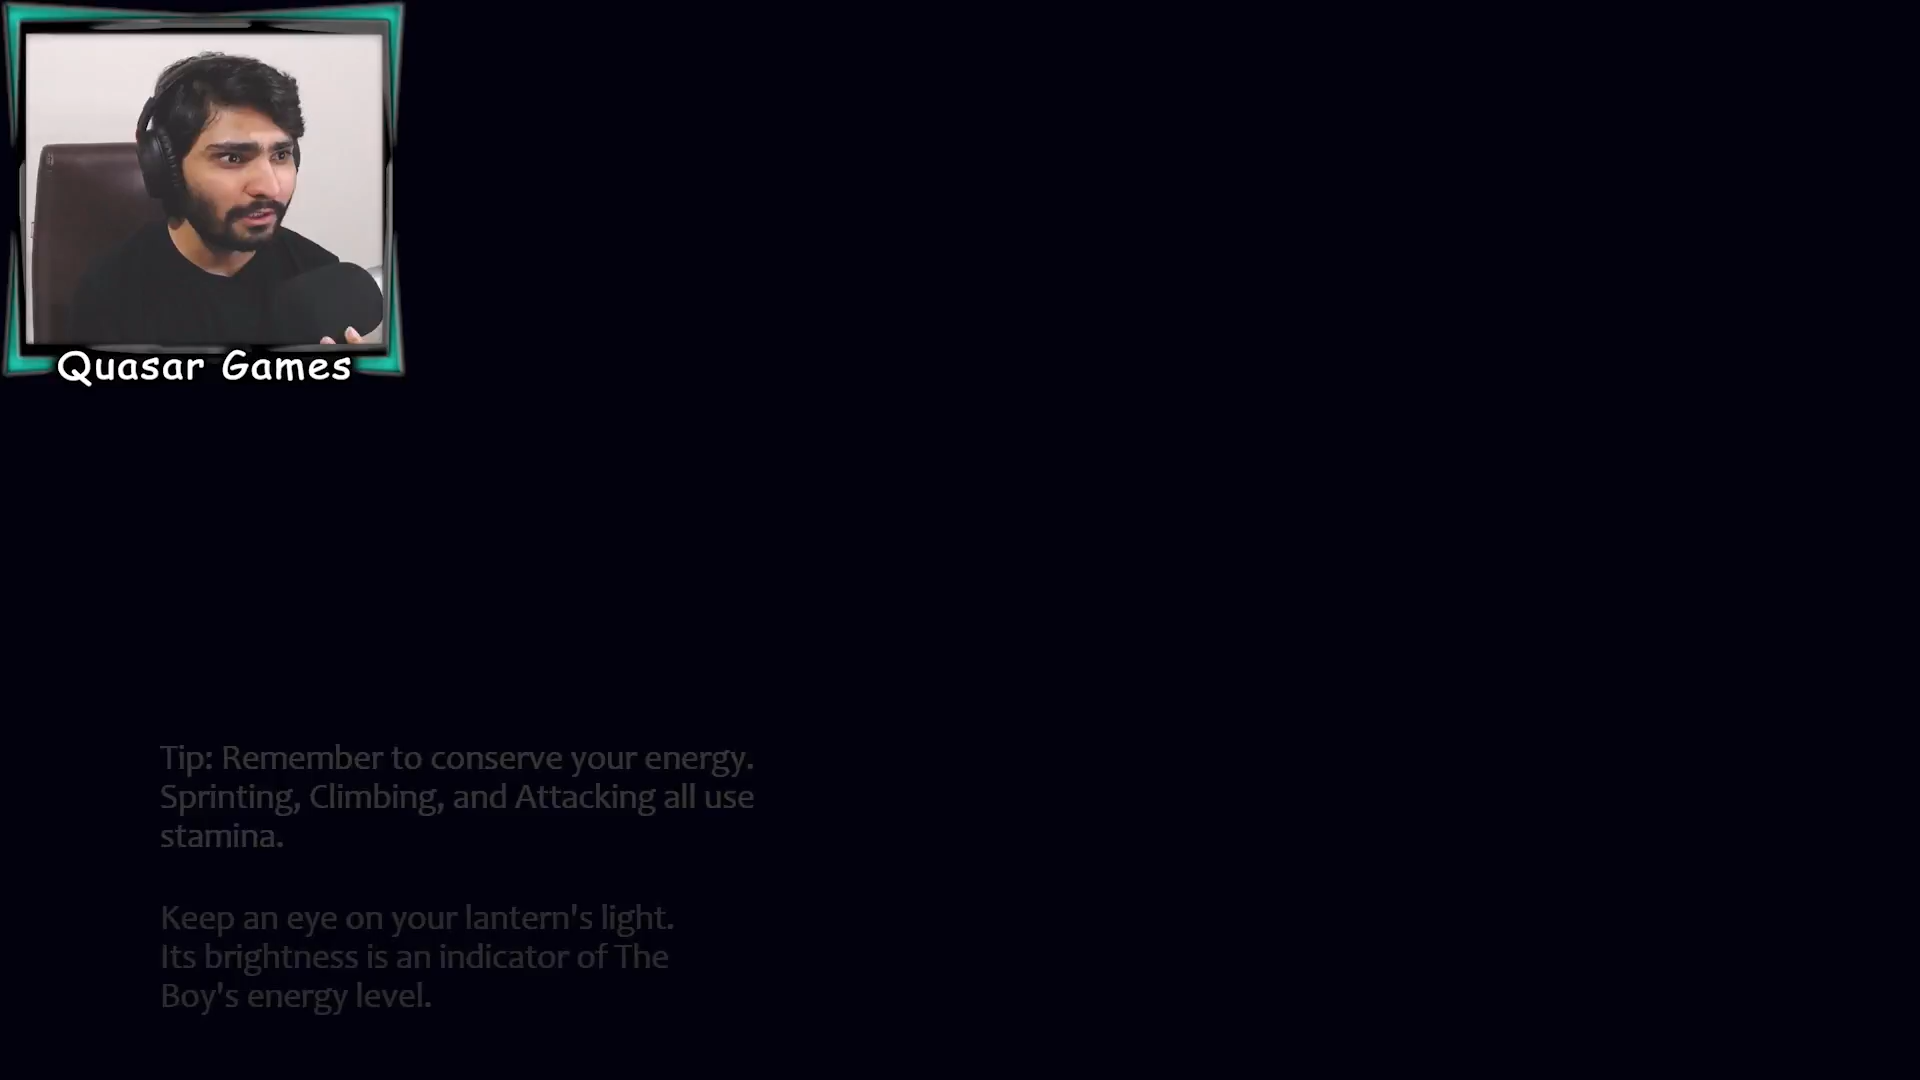 Quasar Games
Tip: Remember to conserve your energy.
Sprinting, Climbing, and Attacking all use
stamina.
Keep an eye on your lantern's light.
Its brightness is an indicator of The
Boy's energy level.